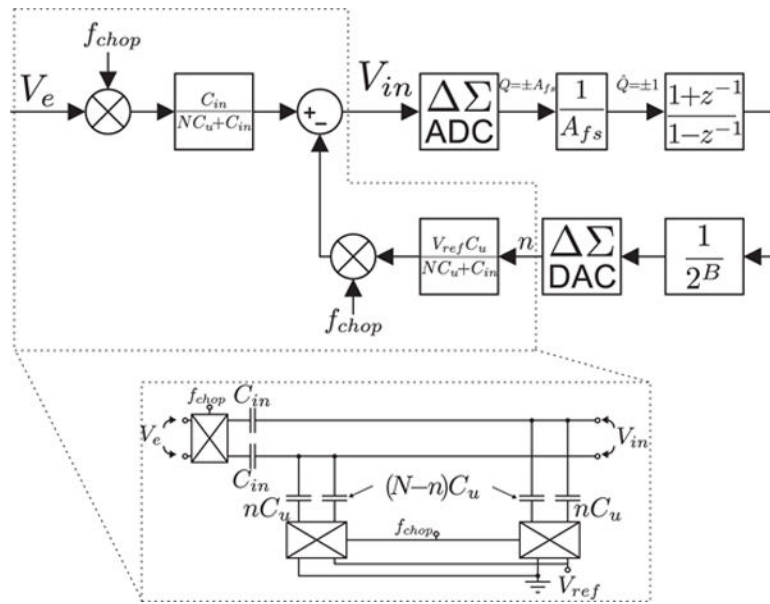 f_chop
V_e
C_in
NC_u+C_in
+
−
V_in
ΔΣ
ADC
Q=±A_fs
1
A_fs
Q̂=±1
1+z^{-1}
1−z^{-1}
V_ref C_u
NC_u+C_in
n
ΔΣ
DAC
1
2^B
f_chop
f_chop
C_in
V_e
C_in
V_in
nC_u
(N−n)C_u
nC_u
f_chop
V_ref